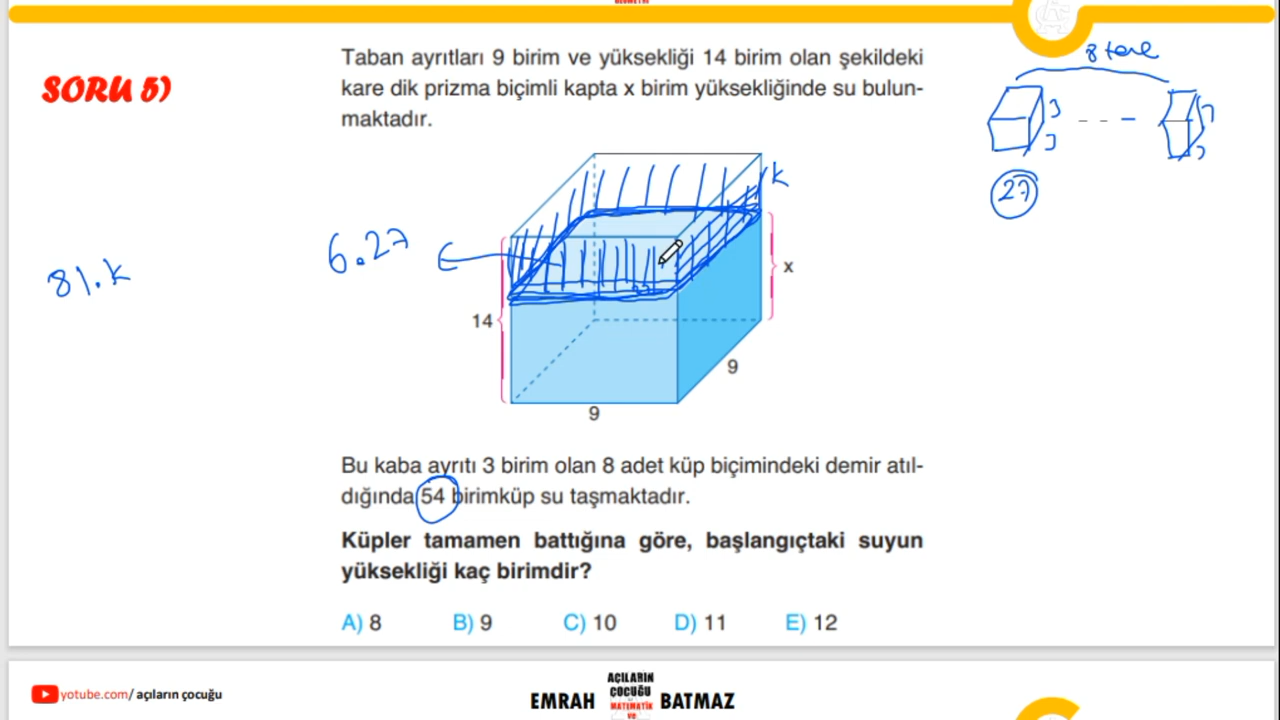 GEOMETRİ
SORU 5)
Taban ayrıtları 9 birim ve yüksekliği 14 birim olan şekildeki
kare dik prizma biçimli kapta x birim yüksekliğinde su bulun-
maktadır.
8 tane
3
3
3
3
27
k
6.27
81.k
x
14
9
9
Bu kaba ayrıtı 3 birim olan 8 adet küp biçimindeki demir atıl-
dığında 54 birimküp su taşmaktadır.
Küpler tamamen battığına göre, başlangıçtaki suyun
yüksekliği kaç birimdir?
A) 8 B) 9 C) 10 D) 11 E) 12
yotube.com/ açıların çocuğu
EMRAH AÇILARIN ÇOCUĞU MATEMATİK VE BATMAZ